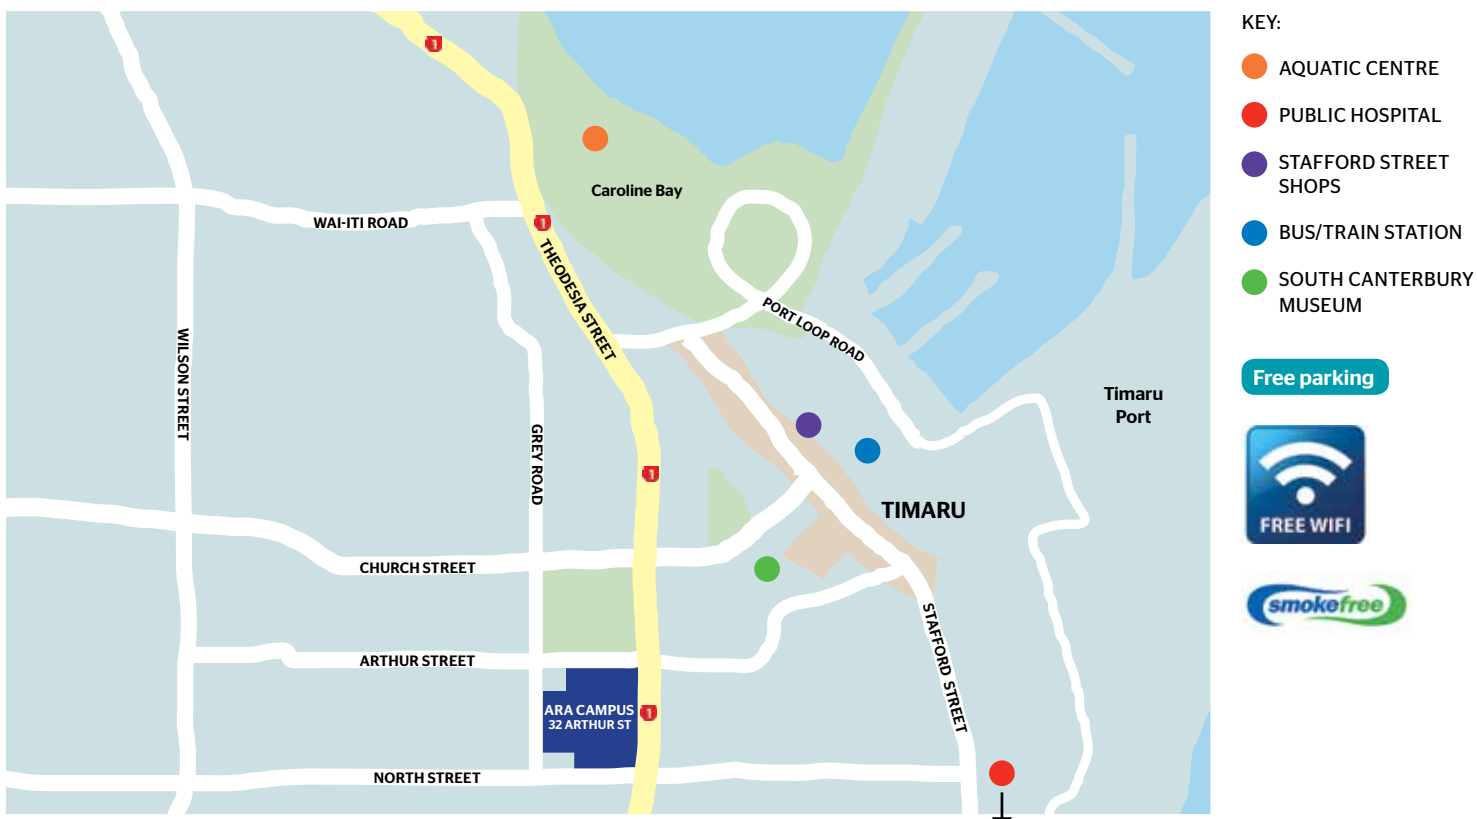 KEY:
AQUATIC CENTRE
PUBLIC HOSPITAL
STAFFORD STREET
SHOPS
BUS/TRAIN STATION
SOUTH CANTERBURY
MUSEUM
Free parking
FREE WIFI
smokefree
1
Caroline Bay
WAI-ITI ROAD
1
THEODESIA STREET
PORT LOOP ROAD
WILSON STREET
Timaru
Port
GREY ROAD
1
TIMARU
CHURCH STREET
STAFFORD STREET
ARTHUR STREET
ARA CAMPUS
32 ARTHUR ST
1
NORTH STREET